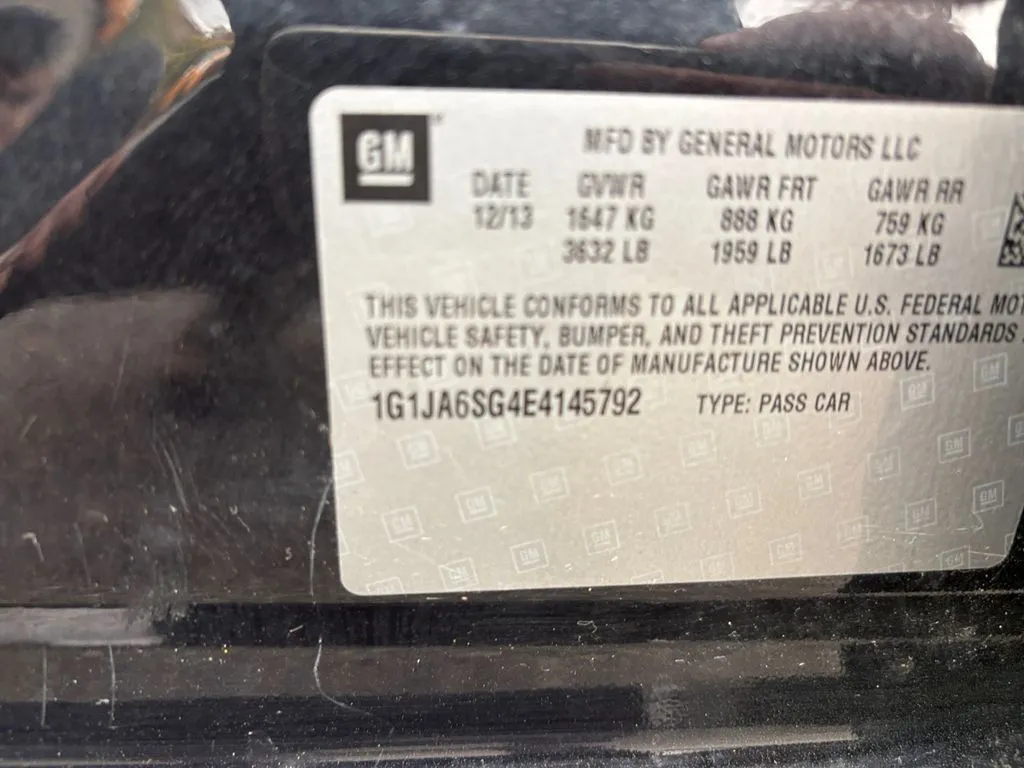 GM
MFD BY GENERAL MOTORS LLC
DATE GVWR GAWR FRT GAWR RR
12/13 1647 KG 888 KG 759 KG
3632 LB 1959 LB 1673 LB
THIS VEHICLE CONFORMS TO ALL APPLICABLE U.S. FEDERAL MOT
VEHICLE SAFETY, BUMPER, AND THEFT PREVENTION STANDARDS
EFFECT ON THE DATE OF MANUFACTURE SHOWN ABOVE.
1G1JA6SG4E4145792 TYPE: PASS CAR